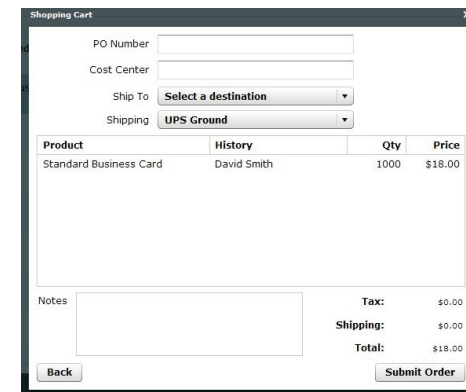 Shopping Cart
PO Number
Cost Center
Ship To Select a destination
Shipping UPS Ground
Product History Qty Price
Standard Business Card David Smith 1000 $18.00
Notes
Tax: $0.00
Shipping: $0.00
Total: $18.00
Back Submit Order